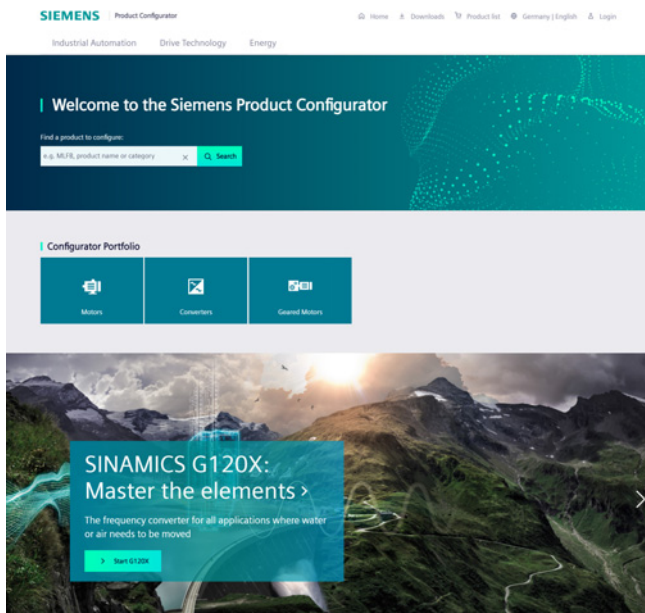 SIEMENS Product Configurator
Home Downloads Product list Germany | English Login
Industrial Automation Drive Technology Energy
Welcome to the Siemens Product Configurator
Find a product to configure:
e.g. MLFB, product name or category
Search
Configurator Portfolio
Motors Converters Geared Motors
SINAMICS G120X:
Master the elements ›
The frequency converter for all applications where water
or air needs to be moved
Start G120X